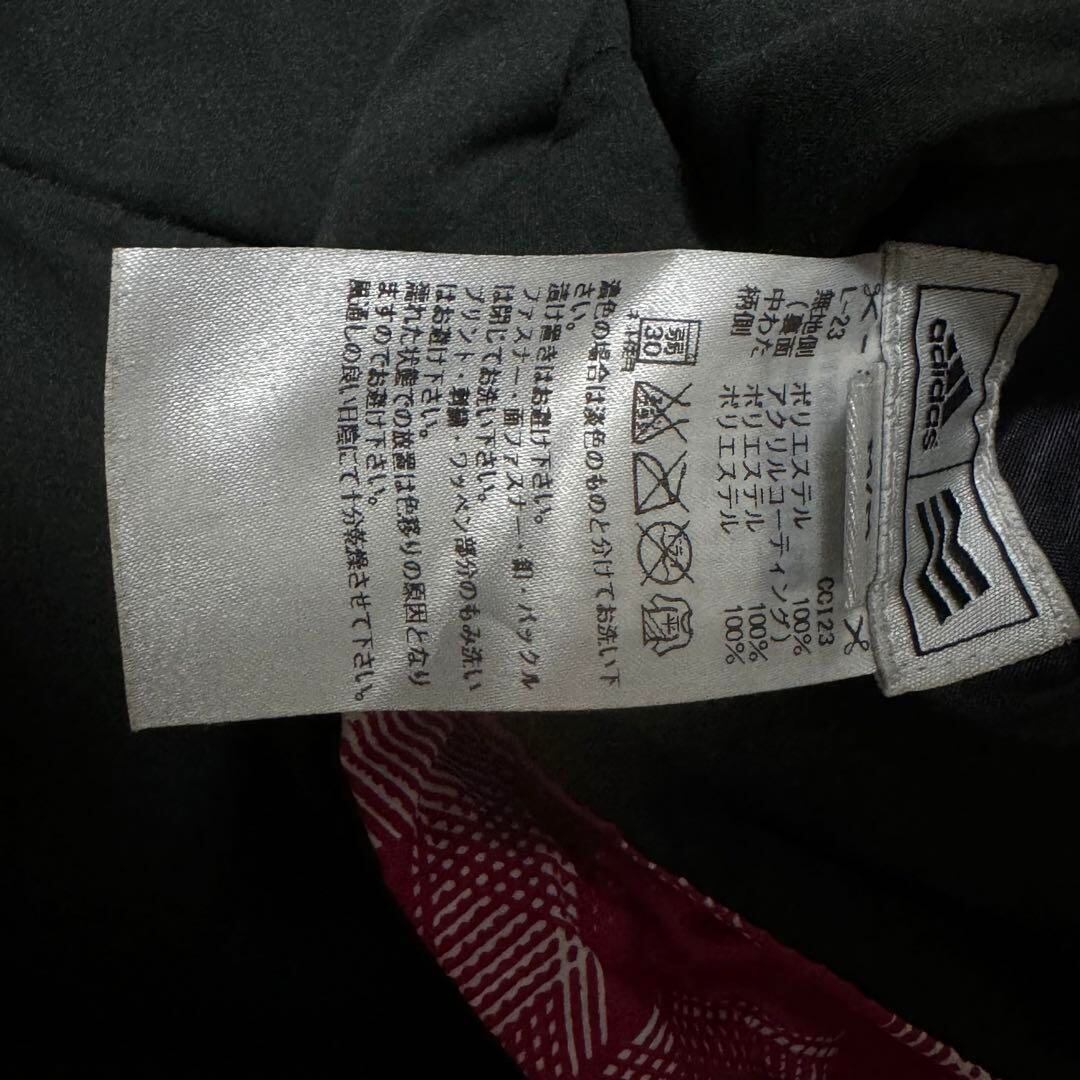 adidas
CC123
L-23
無地側 ポリエステル 100%
(裏面 アクリルコーティング)
中わた ポリエステル 100%
柄側 ポリエステル 100%
弱
30
ネット使用
着色の場合は淡色のものと分けてお洗い下
さい。
漬け置きはお避け下さい。
ファスナー・面ファスナー・釦・バックル
は閉じてお洗い下さい。
プリント・刺繍・ワッペン部分のもみ洗い
はお避け下さい。
濡れた状態での放置は色移りの原因となり
ますのでお避け下さい。
風通しの良い日陰にて十分乾燥させて下さい。